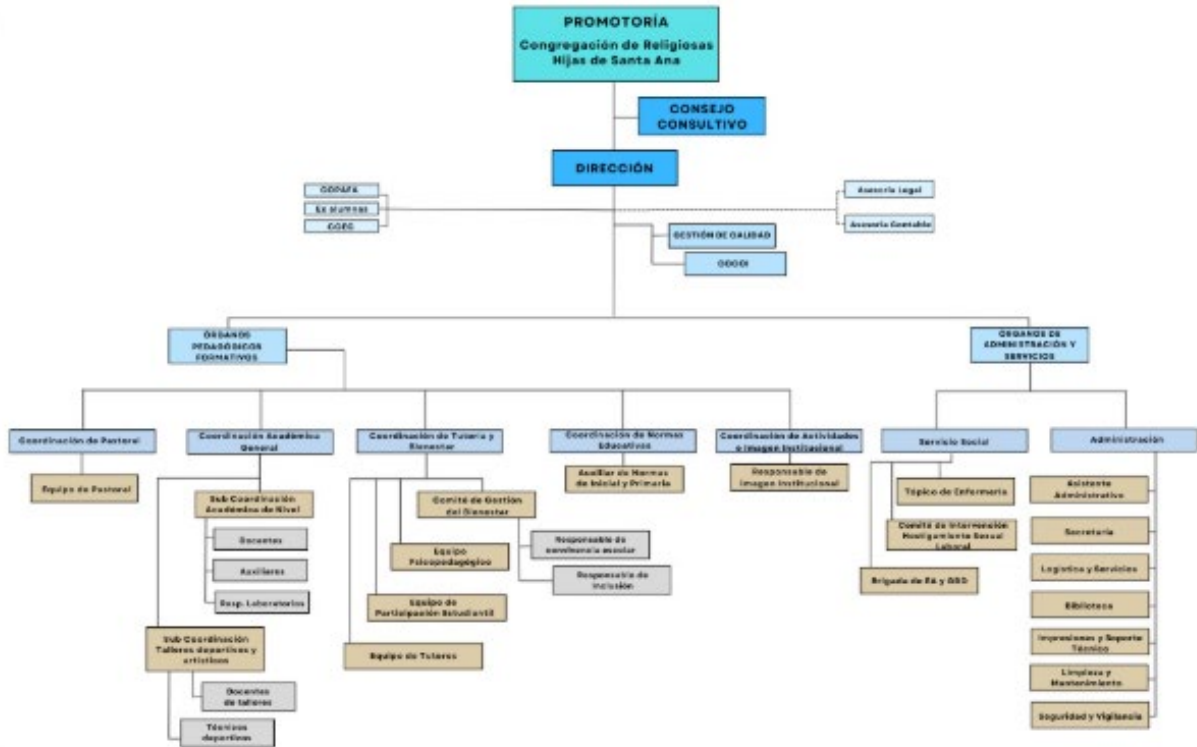 PROMOTORÍA
Congregación de Religiosas
Hijas de Santa Ana
CONSEJO
CONSULTIVO
DIRECCIÓN
COPAFA
Ex alumnas
Asesoría Legal
Asesoría Contable
GESTIÓN DE CALIDAD
ÓRGANOS
PEDAGÓGICOS
FORMATIVOS
ÓRGANOS DE
ADMINISTRACIÓN Y
SERVICIOS
Coordinación de Pastoral
Coordinación Académica
General
Coordinación de Tutoría y
Bienestar
Coordinación de Normas
Educativas
Coordinación de Actividades
e Imagen Institucional
Servicio Social
Administración
Equipo de Pastoral
Sub Coordinación
Académica de Nivel
Docentes
Auxiliares
Resp. Laboratorios
Sub Coordinación
Talleres deportivos y
artísticos
Docentes
de talleres
Técnicos
deportivos
Comité de Gestión
del Bienestar
Responsable de
convivencia escolar
Responsable de
Inclusión
Equipo
Psicopedagógico
Equipo de
Participación Estudiantil
Equipo de Tutores
Auxiliar de Normas
de Inicial y Primaria
Responsable de
Imagen Institucional
Tópico de Enfermería
Comité de Intervención
Hostigamiento Sexual
Laboral
Brigada de EA y GRD
Asistente
Administrativo
Secretaría
Logística y Servicios
Biblioteca
Impresiones y Soporte
Técnico
Limpieza y
Mantenimiento
Seguridad y Vigilancia